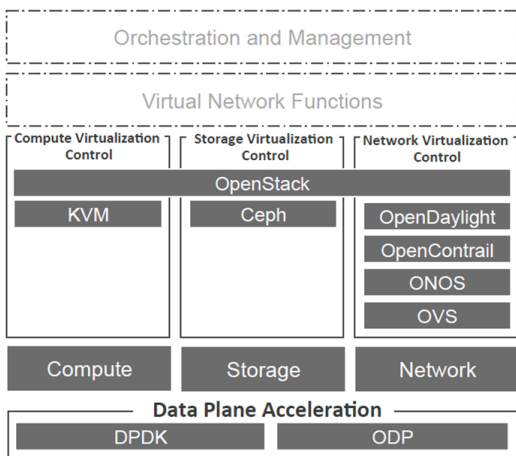 Orchestration and Management
Virtual Network Functions
Compute Virtualization Control
Storage Virtualization Control
Network Virtualization Control
OpenStack
KVM
Ceph
OpenDaylight
OpenContrail
ONOS
OVS
Compute
Storage
Network
Data Plane Acceleration
DPDK
ODP